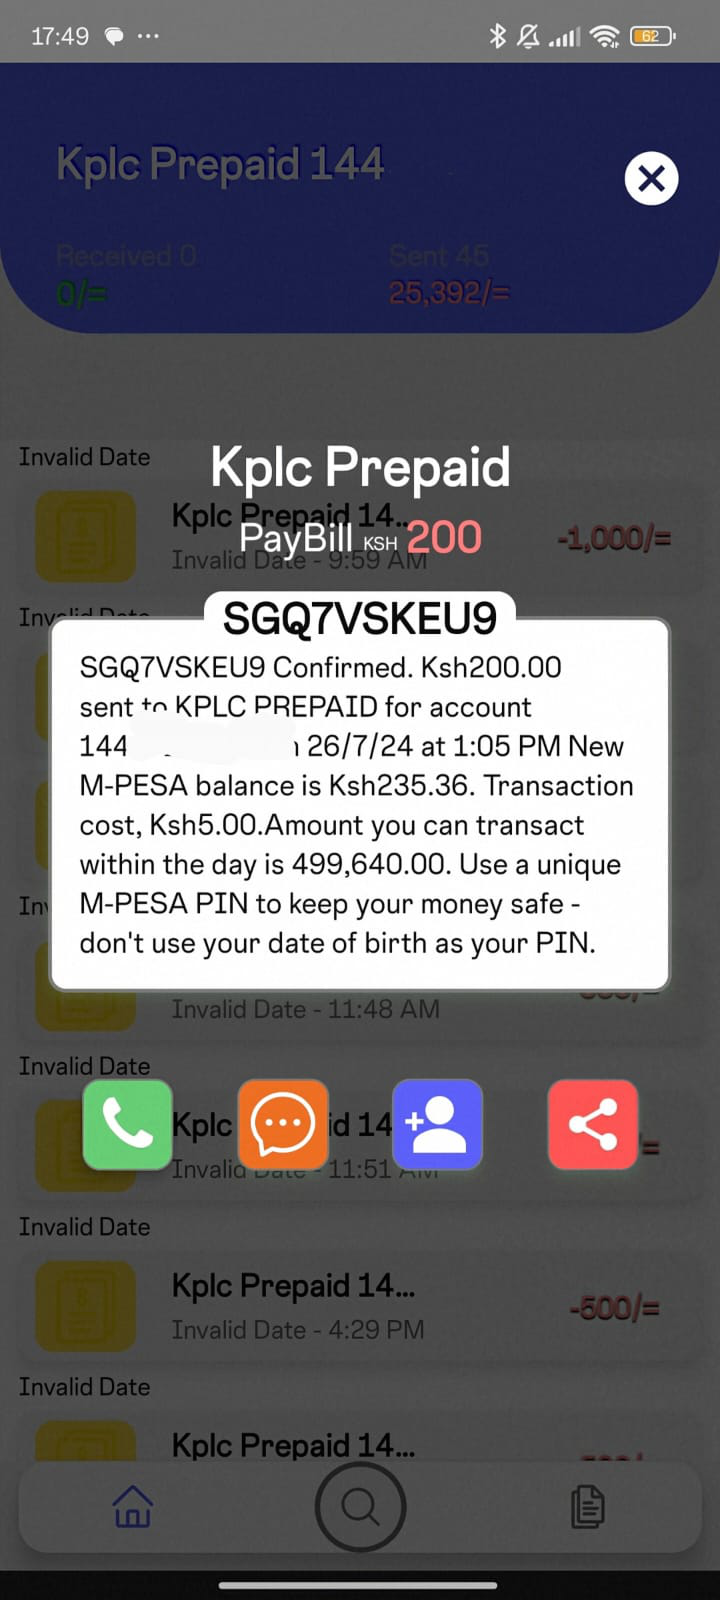 17:49
62
Kplc Prepaid 144
Received 0
Sent 45
0/=
25,392/=
Invalid Date
Kplc Prepaid
Kplc Prepaid 14...
PayBill KSH 200
-1,000/=
Invalid Date - 9:59 AM
Invalid Date
SGQ7VSKEU9
SGQ7VSKEU9 Confirmed. Ksh200.00
sent to KPLC PREPAID for account
144 26/7/24 at 1:05 PM New
M-PESA balance is Ksh235.36. Transaction
cost, Ksh5.00.Amount you can transact
within the day is 499,640.00. Use a unique
M-PESA PIN to keep your money safe -
don't use your date of birth as your PIN.
Invalid Date - 11:48 AM
Invalid Date
Kplc id 14
Invalid Date - 11:51 AM
Invalid Date
Kplc Prepaid 14...
-500/=
Invalid Date - 4:29 PM
Invalid Date
Kplc Prepaid 14...